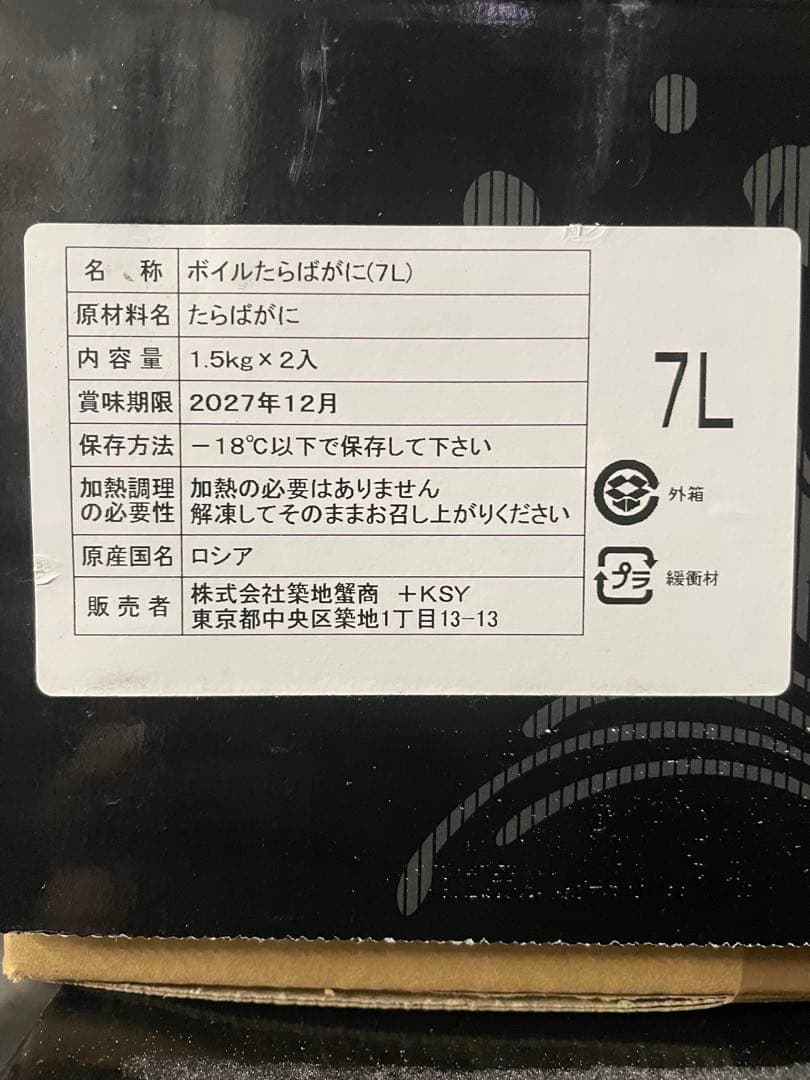 名称 ボイルたらばがに(7L)
原材料名 たらばがに
内容量 1.5kg×2入
賞味期限 2027年12月
保存方法 －18℃以下で保存して下さい
加熱調理の必要性 加熱の必要はありません
解凍してそのままお召し上がりください
原産国名 ロシア
販売者 株式会社築地蟹商 +KSY
東京都中央区築地1丁目13-13
7L
外箱
プラ 緩衝材